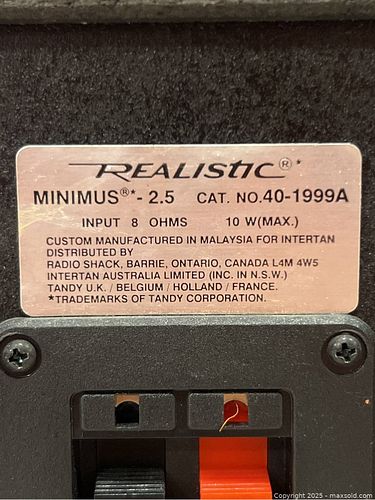 REALISTIC®*
MINIMUS®*- 2.5 CAT. NO.40-1999A
INPUT 8 OHMS 10 W(MAX.)
CUSTOM MANUFACTURED IN MALAYSIA FOR INTERTAN
DISTRIBUTED BY
RADIO SHACK, BARRIE, ONTARIO, CANADA L4M 4W5
INTERTAN AUSTRALIA LIMITED (INC. IN N.S.W.)
TANDY U.K. / BELGIUM / HOLLAND / FRANCE.
*TRADEMARKS OF TANDY CORPORATION.
© 2025 - maxsold.com